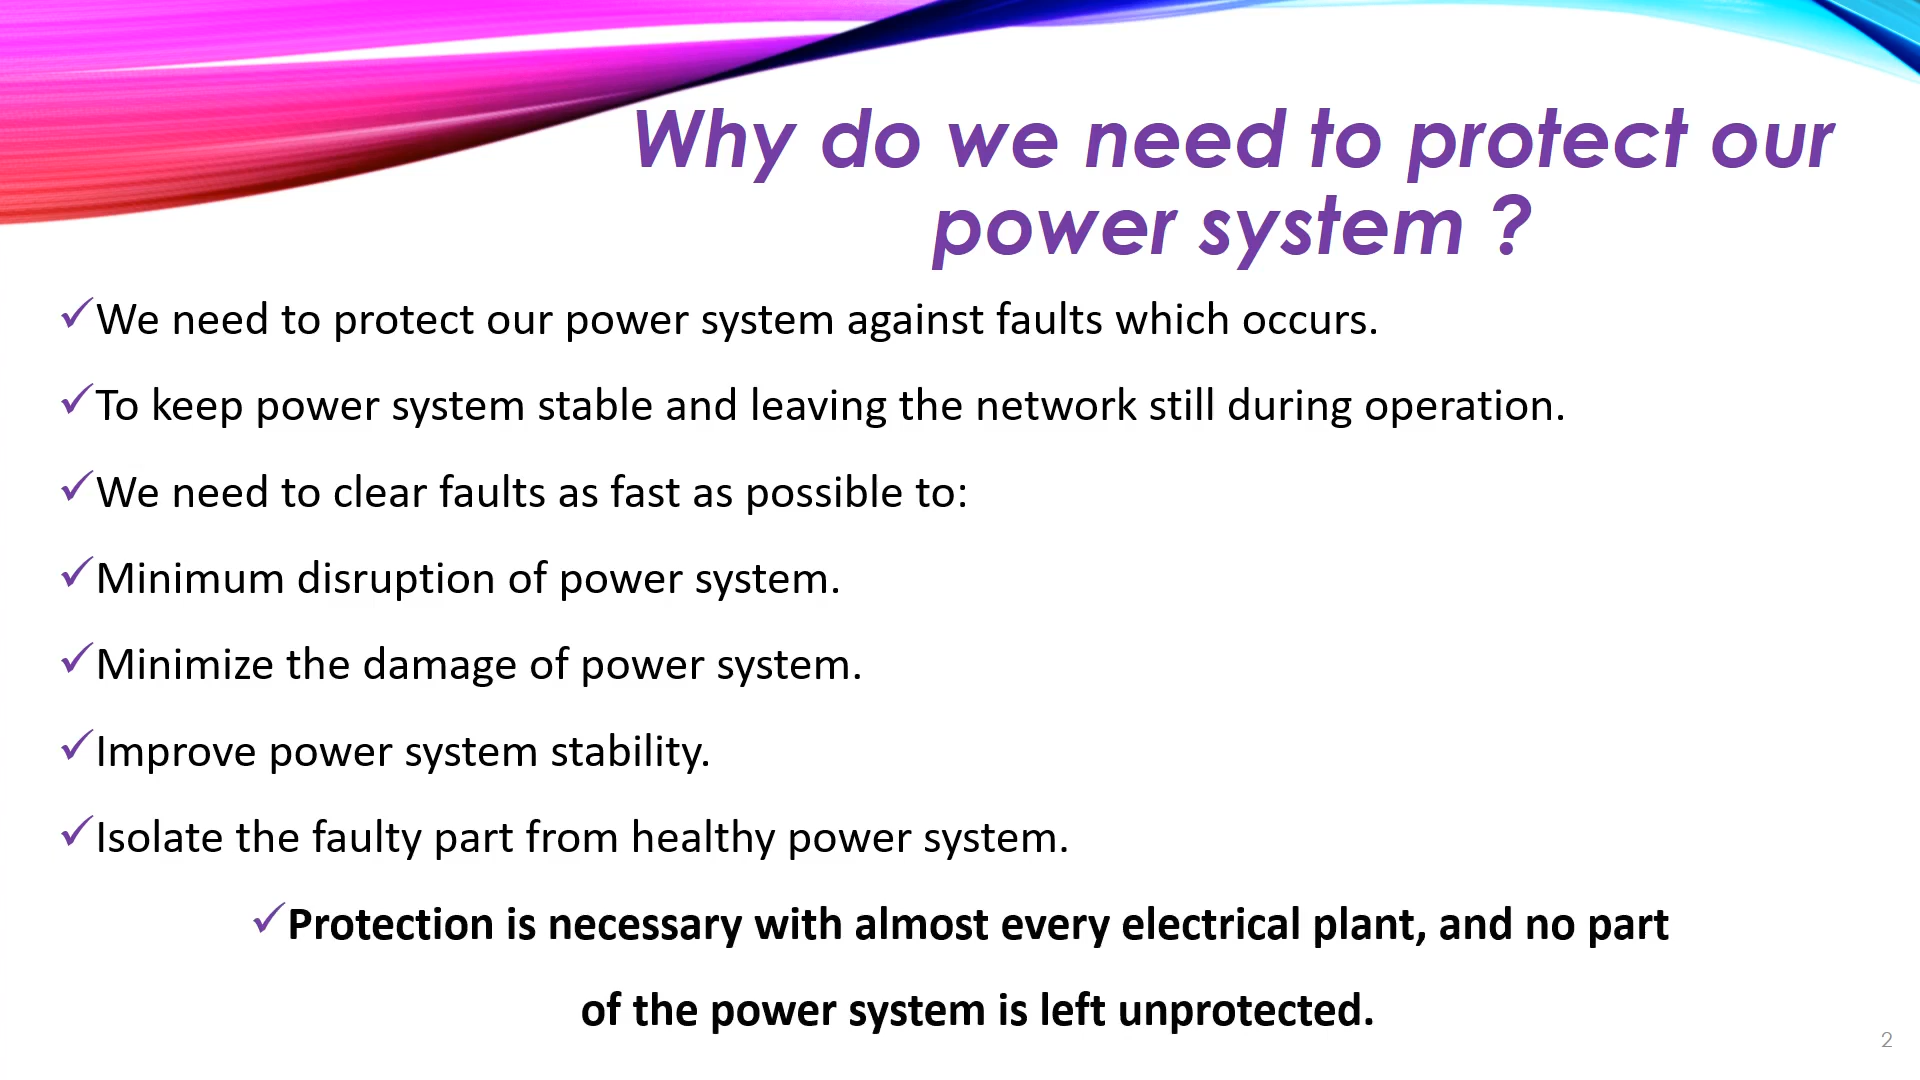 Why do we need to protect our
power system ?
✓We need to protect our power system against faults which occurs.
✓To keep power system stable and leaving the network still during operation.
✓We need to clear faults as fast as possible to:
✓Minimum disruption of power system.
✓Minimize the damage of power system.
✓Improve power system stability.
✓Isolate the faulty part from healthy power system.
✓Protection is necessary with almost every electrical plant, and no part
of the power system is left unprotected.
2